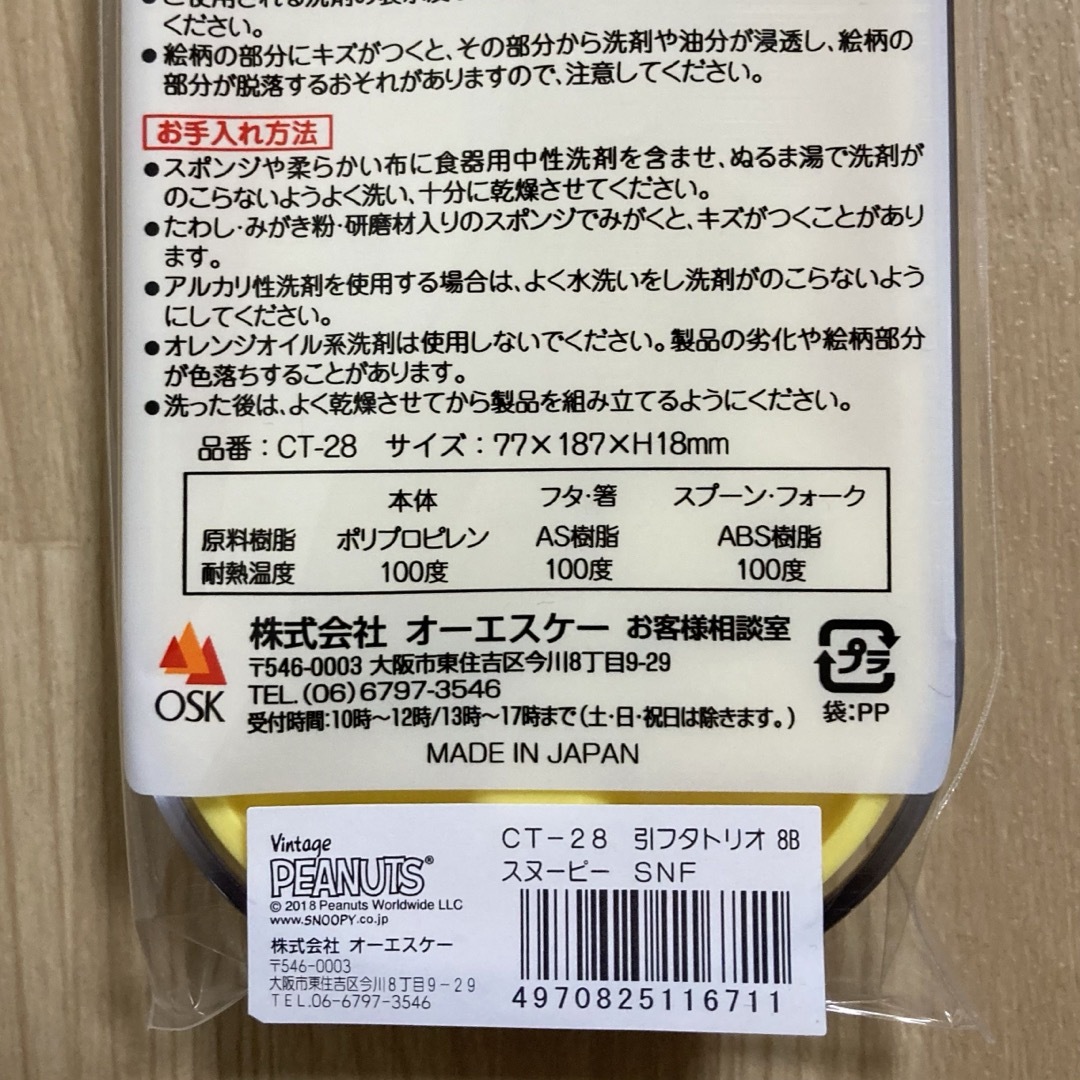 ください。
●絵柄の部分にキズがつくと、その部分から洗剤や油分が浸透し、絵柄の
部分が脱落するおそれがありますので、注意してください。
お手入れ方法
●スポンジや柔らかい布に食器用中性洗剤を含ませ、ぬるま湯で洗剤が
のこらないようよく洗い、十分に乾燥させてください。
●たわし・みがき粉・研磨材入りのスポンジでみがくと、キズがつくことがあり
ます。
●アルカリ性洗剤を使用する場合は、よく水洗いをし洗剤がのこらないよう
にしてください。
●オレンジオイル系洗剤は使用しないでください。製品の劣化や絵柄部分
が色落ちすることがあります。
●洗った後は、よく乾燥させてから製品を組み立てるようにください。
品番：CT-28 サイズ：77×187×H18mm
本体 フタ・箸 スプーン・フォーク
原料樹脂 ポリプロピレン AS樹脂 ABS樹脂
耐熱温度 100度 100度 100度
OSK
株式会社 オーエスケー お客様相談室
〒546-0003 大阪市東住吉区今川8丁目9-29
TEL.(06)6797-3546
受付時間:10時～12時/13時～17時まで(土・日・祝日は除きます。)
プラ
袋:PP
MADE IN JAPAN
Vintage
PEANUTS®
© 2018 Peanuts Worldwide LLC
www.SNOOPY.co.jp
株式会社 オーエスケー
〒546-0003
大阪市東住吉区今川8丁目9-29
TEL.06-6797-3546
CT-28 引フタトリオ 8B
スヌーピー SNF
4970825116711